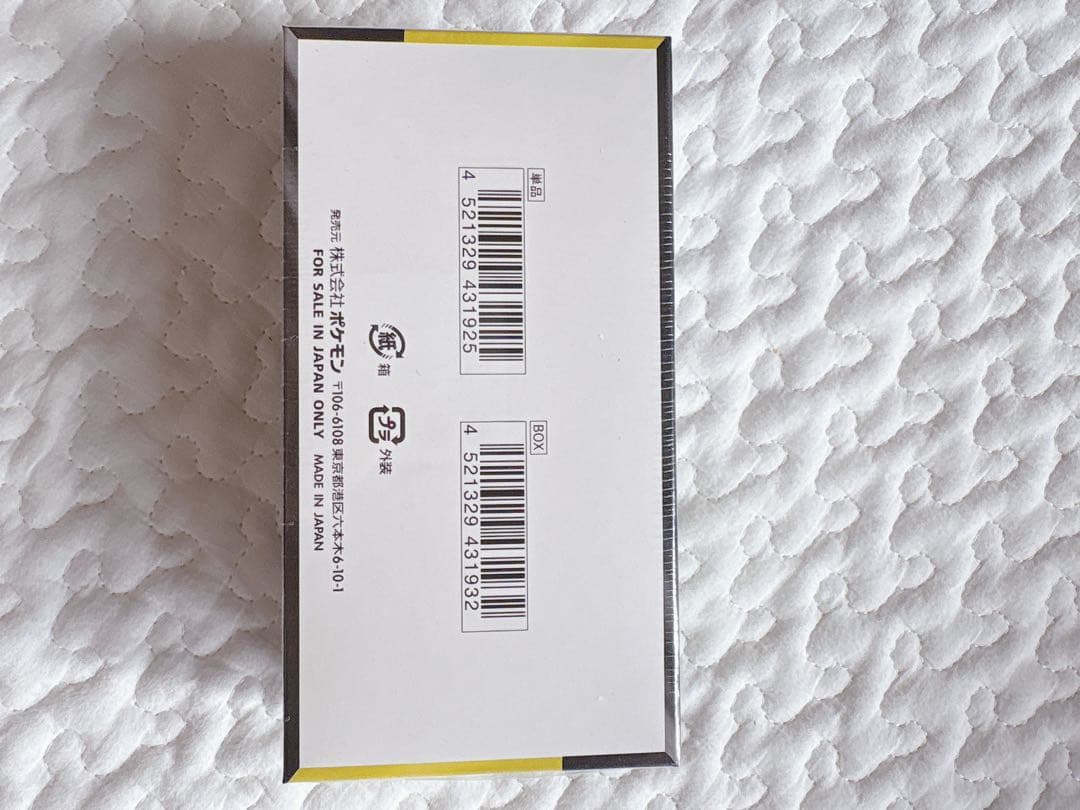 単品
4 521329 431925
BOX
4 521329 431932
紙 箱
プラ 外装
発売元 株式会社 ポケモン 〒106-6108 東京都港区六本木6-10-1
FOR SALE IN JAPAN ONLY MADE IN JAPAN